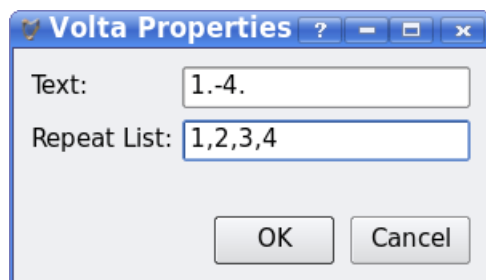 Volta Properties ?
Text: 1.-4.
Repeat List: 1,2,3,4
OK Cancel